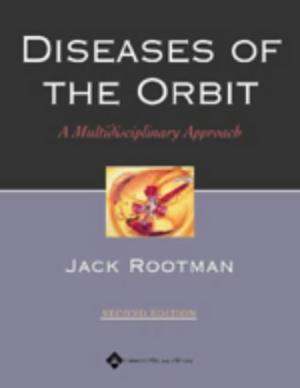 DISEASES OF
THE ORBIT
A Multidisciplinary Approach
JACK ROOTMAN
SECOND EDITION